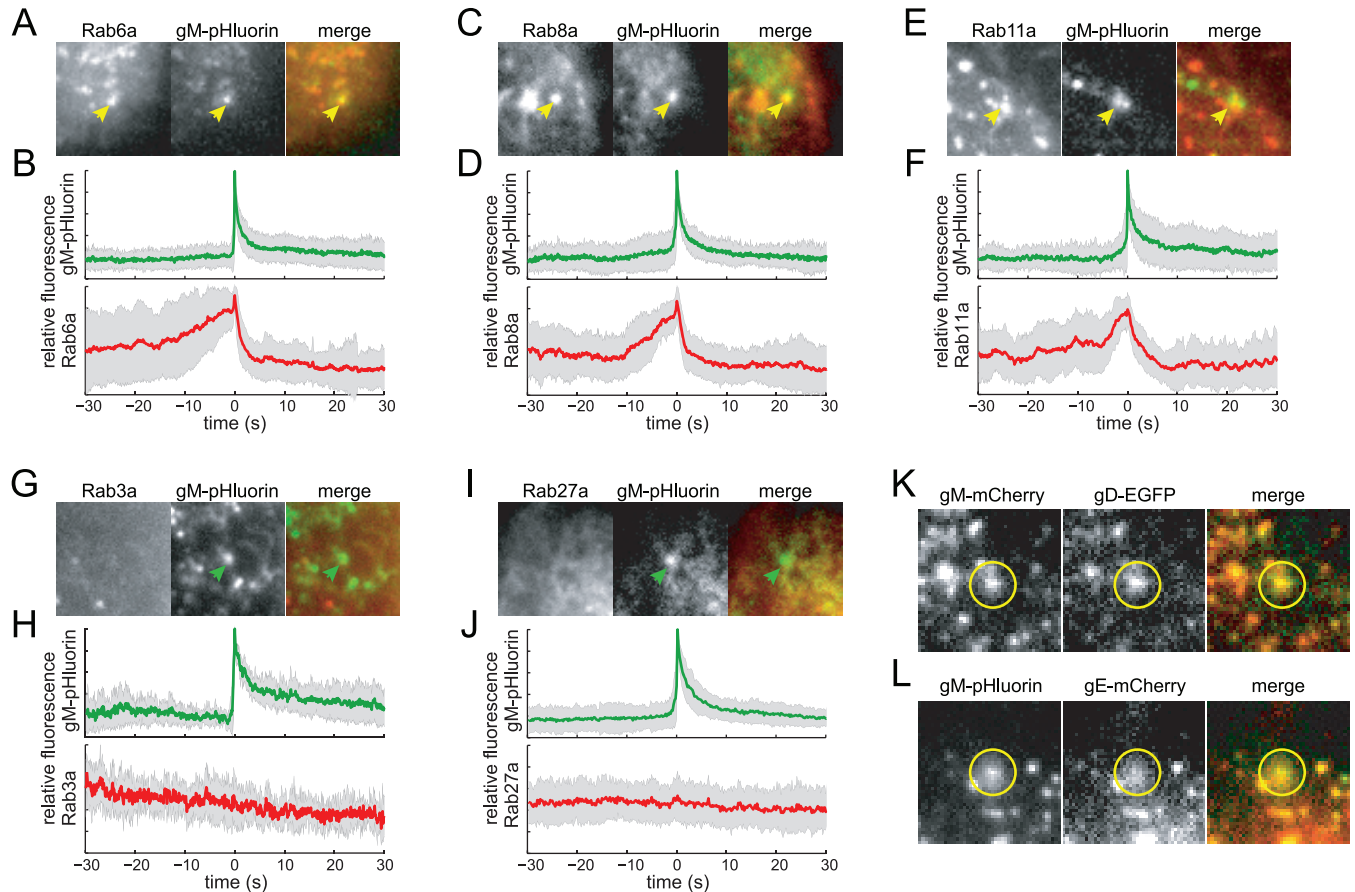 A
Rab6a gM-pHluorin merge
B
relative fluorescence
gM-pHluorin
Rab6a
−30 −20 −10 0 10 20 30
time (s)
C
Rab8a gM-pHluorin merge
D
relative fluorescence
gM-pHluorin
Rab8a
−30 −20 −10 0 10 20 30
time (s)
E
Rab11a gM-pHluorin merge
F
relative fluorescence
gM-pHluorin
Rab11a
−30 −20 −10 0 10 20 30
time (s)
G
Rab3a gM-pHluorin merge
H
relative fluorescence
gM-pHluorin
Rab3a
−30 −20 −10 0 10 20 30
time (s)
I
Rab27a gM-pHluorin merge
J
relative fluorescence
gM-pHluorin
Rab27a
−30 −20 −10 0 10 20 30
time (s)
K
gM-mCherry gD-EGFP merge
L
gM-pHluorin gE-mCherry merge